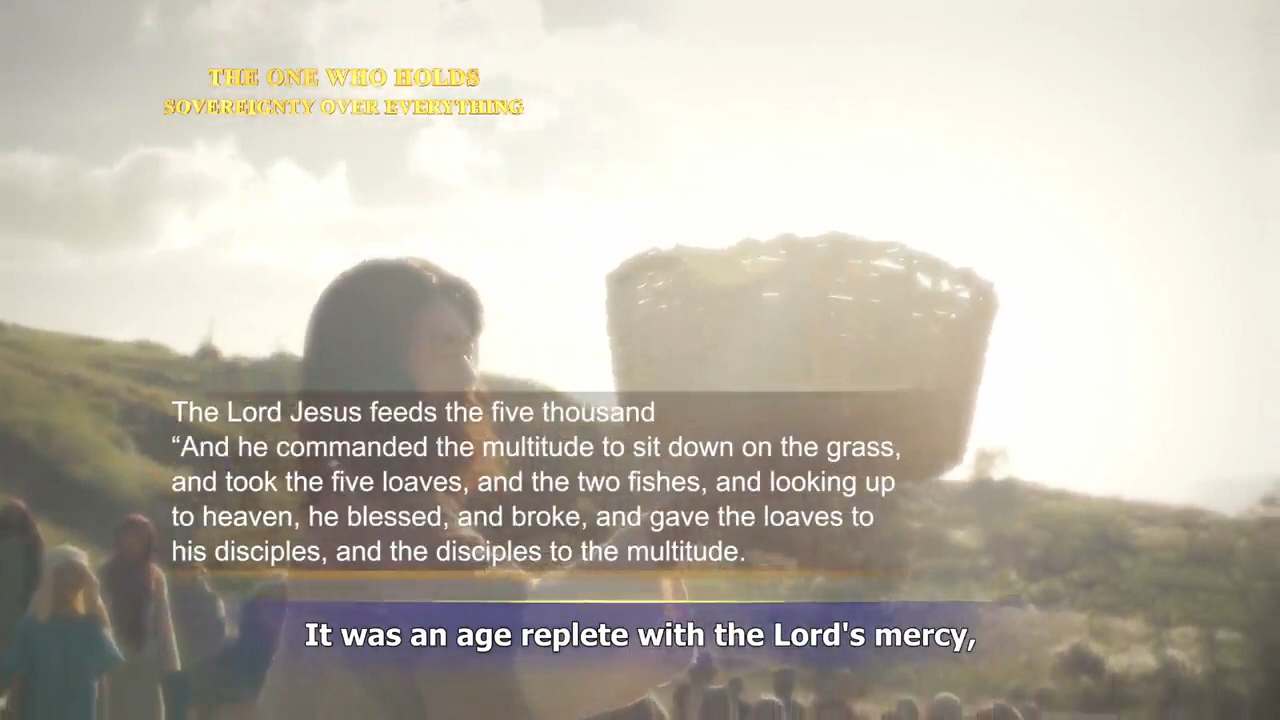 THE ONE WHO HOLDS
SOVEREIGNTY OVER EVERYTHING
The Lord Jesus feeds the five thousand
“And he commanded the multitude to sit down on the grass,
and took the five loaves, and the two fishes, and looking up
to heaven, he blessed, and broke, and gave the loaves to
his disciples, and the disciples to the multitude.
It was an age replete with the Lord's mercy,